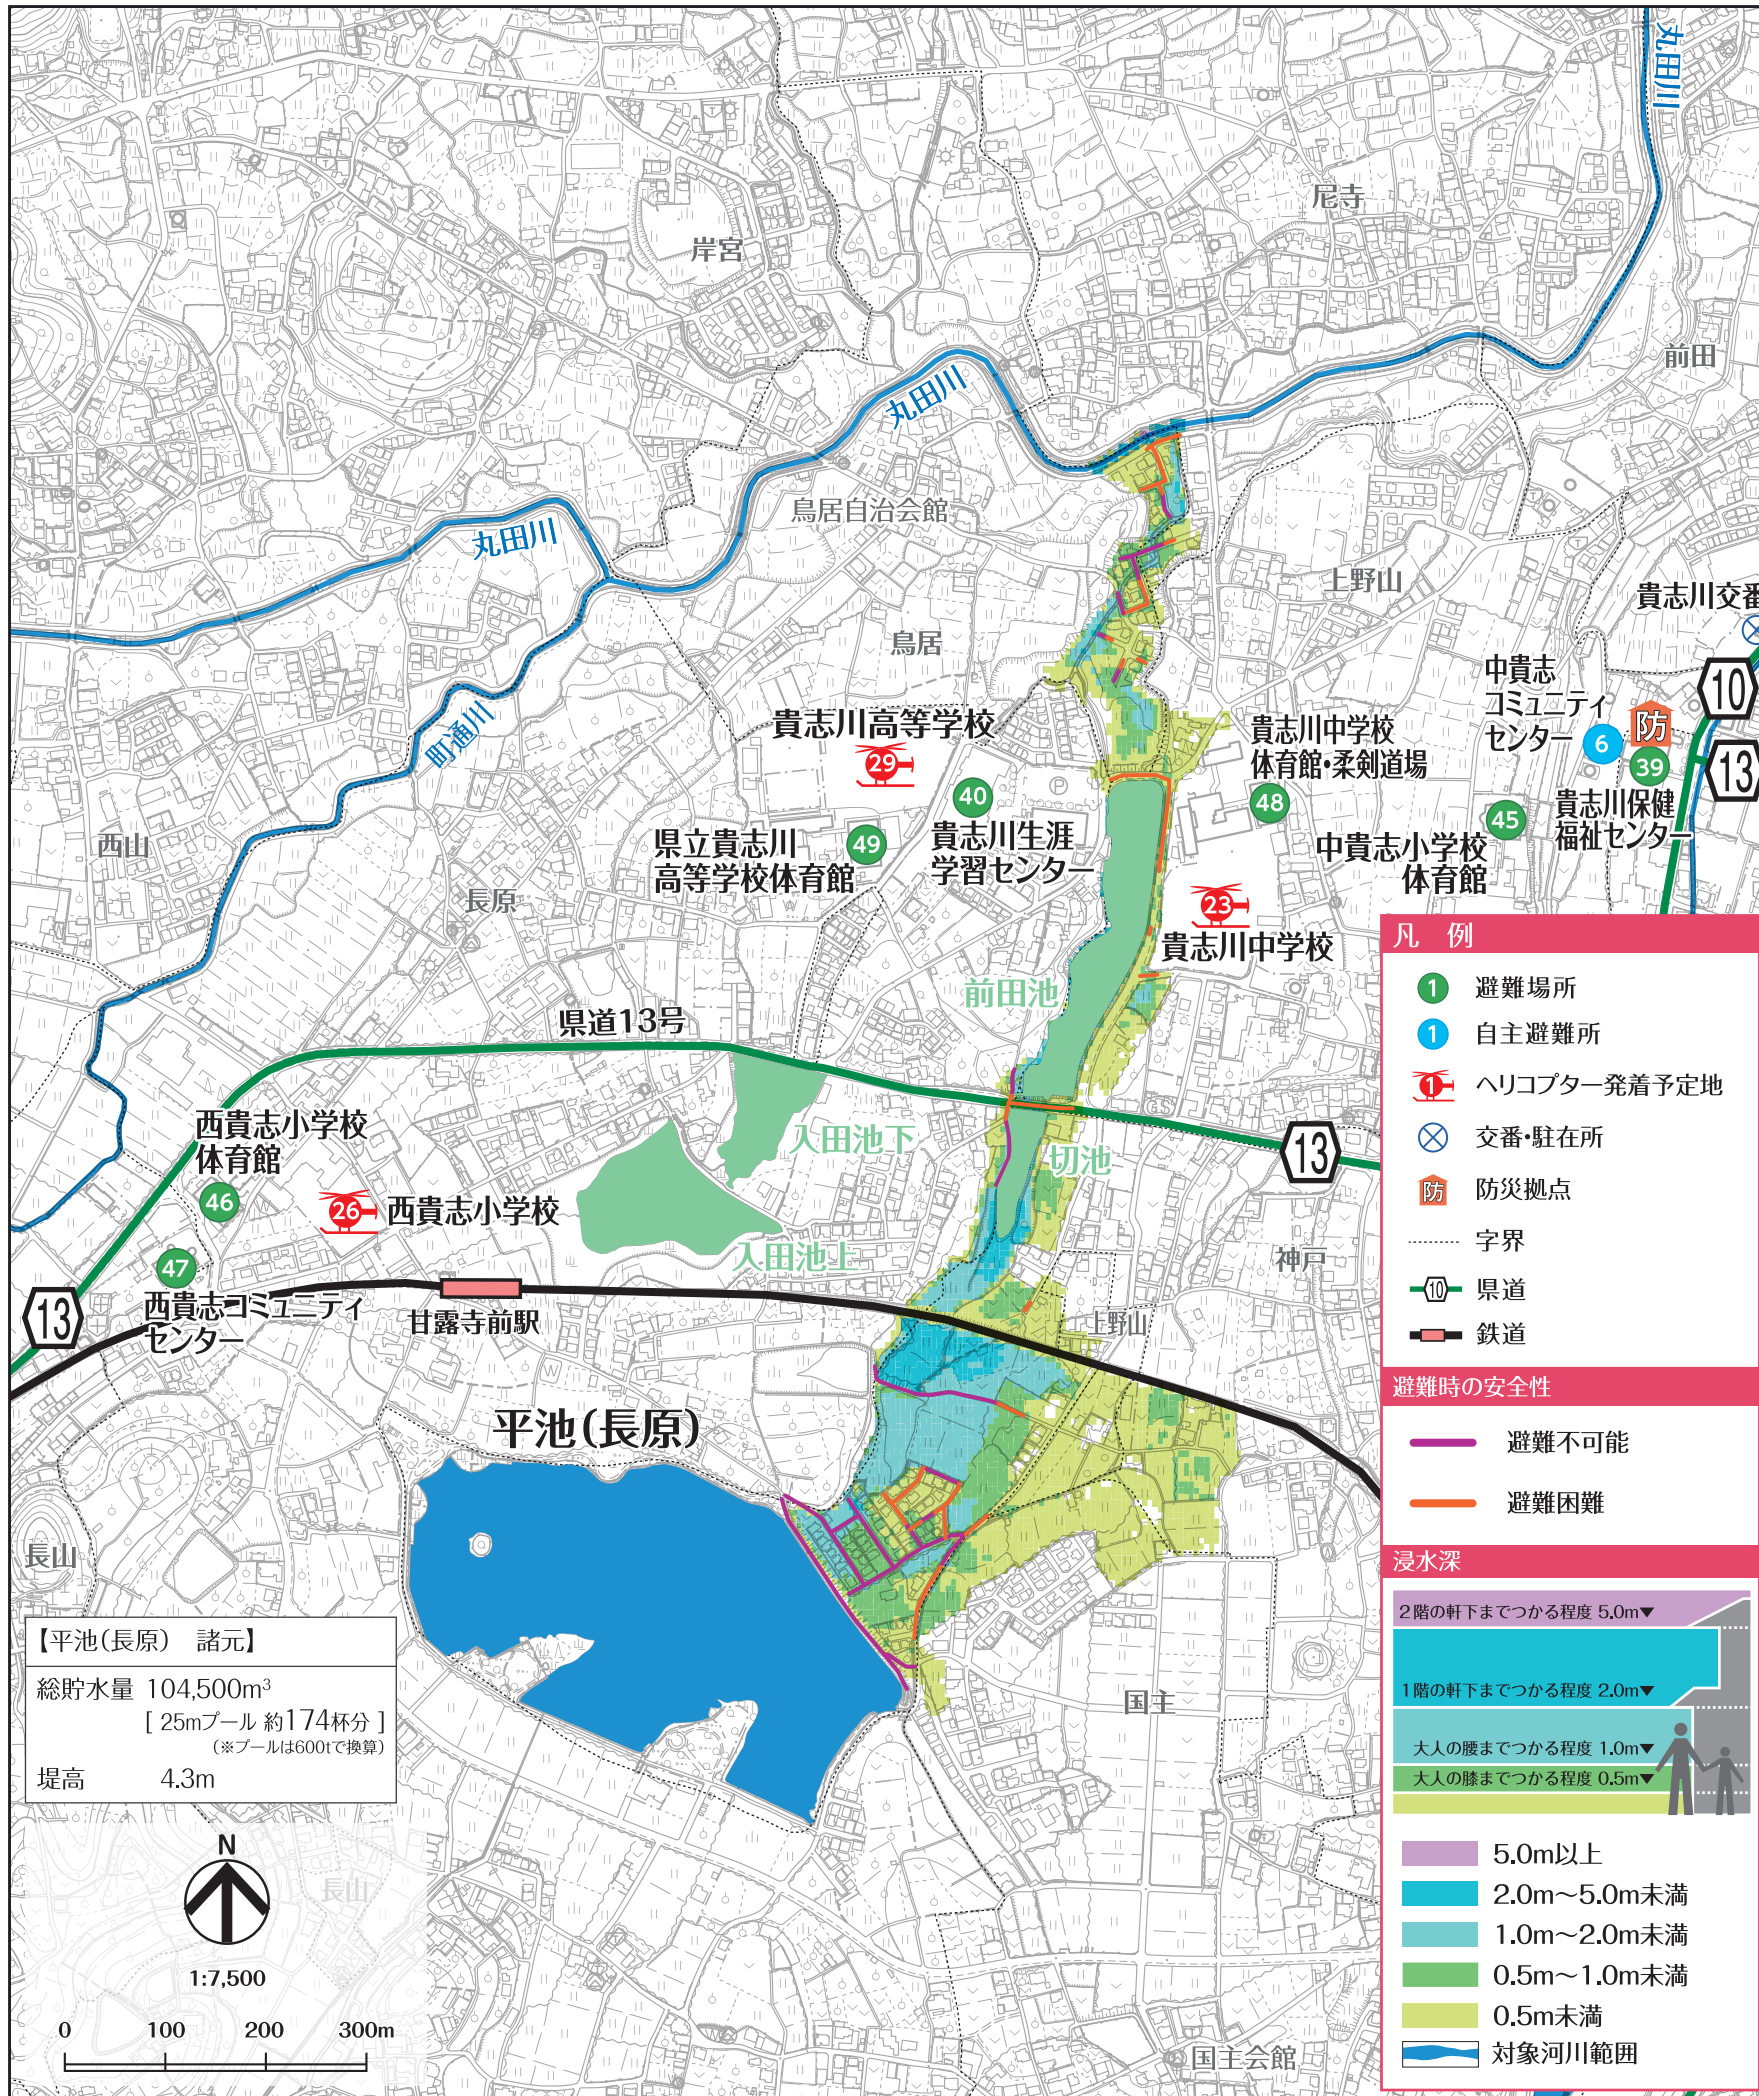 丸田川
尼寺
岸宮
前田
丸田川
鳥居自治会館
丸田川
上野山
貴志川交番
鳥居
中貴志
コミュニティ
センター
6
防
39
10
13
貴志川保健
福祉センター
町通川
貴志川高等学校
29
貴志川中学校
体育館・柔剣道場
48
40
貴志川生涯
学習センター
45
中貴志小学校
体育館
西山
49
県立貴志川
高等学校体育館
長原
23
貴志川中学校
前田池
県道13号
西貴志小学校
体育館
46
入田池下
切池
13
26
西貴志小学校
入田池上
神戸
47
西貴志コミュニティ
センター
13
甘露寺前駅
上野山
平池(長原)
長山
国主
【平池(長原) 諸元】
総貯水量 104,500m³
[ 25mプール 約174杯分 ]
(※プールは600tで換算)
堤高 4.3m
長山
N
1:7,500
0 100 200 300m
国主会館
凡 例
1 避難場所
1 自主避難所
1 ヘリコプター発着予定地
交番・駐在所
防 防災拠点
字界
10 県道
鉄道
避難時の安全性
避難不可能
避難困難
浸水深
2階の軒下までつかる程度 5.0m▼
1階の軒下までつかる程度 2.0m▼
大人の腰までつかる程度 1.0m▼
大人の膝までつかる程度 0.5m▼
5.0m以上
2.0m～5.0m未満
1.0m～2.0m未満
0.5m～1.0m未満
0.5m未満
対象河川範囲